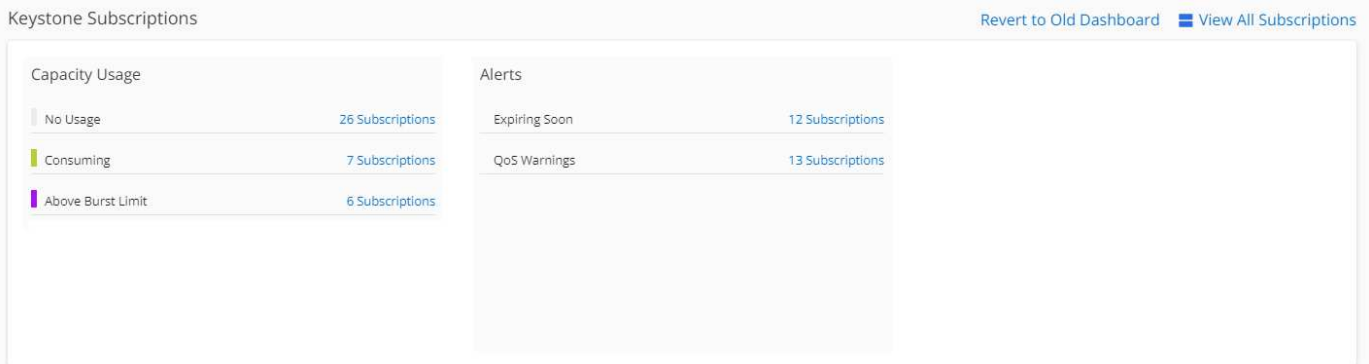 Keystone Subscriptions
Revert to Old Dashboard View All Subscriptions
Capacity Usage
No Usage 26 Subscriptions
Consuming 7 Subscriptions
Above Burst Limit 6 Subscriptions
Alerts
Expiring Soon 12 Subscriptions
QoS Warnings 13 Subscriptions